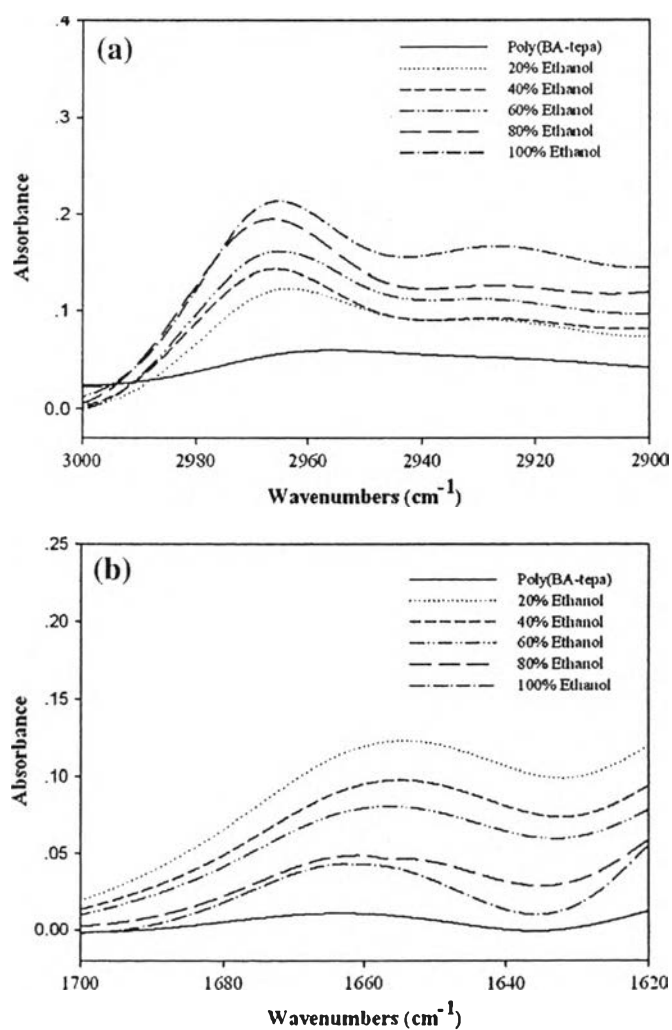 (a)
Poly(BA-tepa)
20% Ethanol
40% Ethanol
60% Ethanol
80% Ethanol
100% Ethanol
.4
.3
.2
.1
0.0
Absorbance
3000 2980 2960 2940 2920 2900
Wavenumbers (cm-1)
(b)
Poly(BA-tepa)
20% Ethanol
40% Ethanol
60% Ethanol
80% Ethanol
100% Ethanol
.25
.20
.15
.10
.05
0.00
Absorbance
1700 1680 1660 1640 1620
Wavenumbers (cm-1)